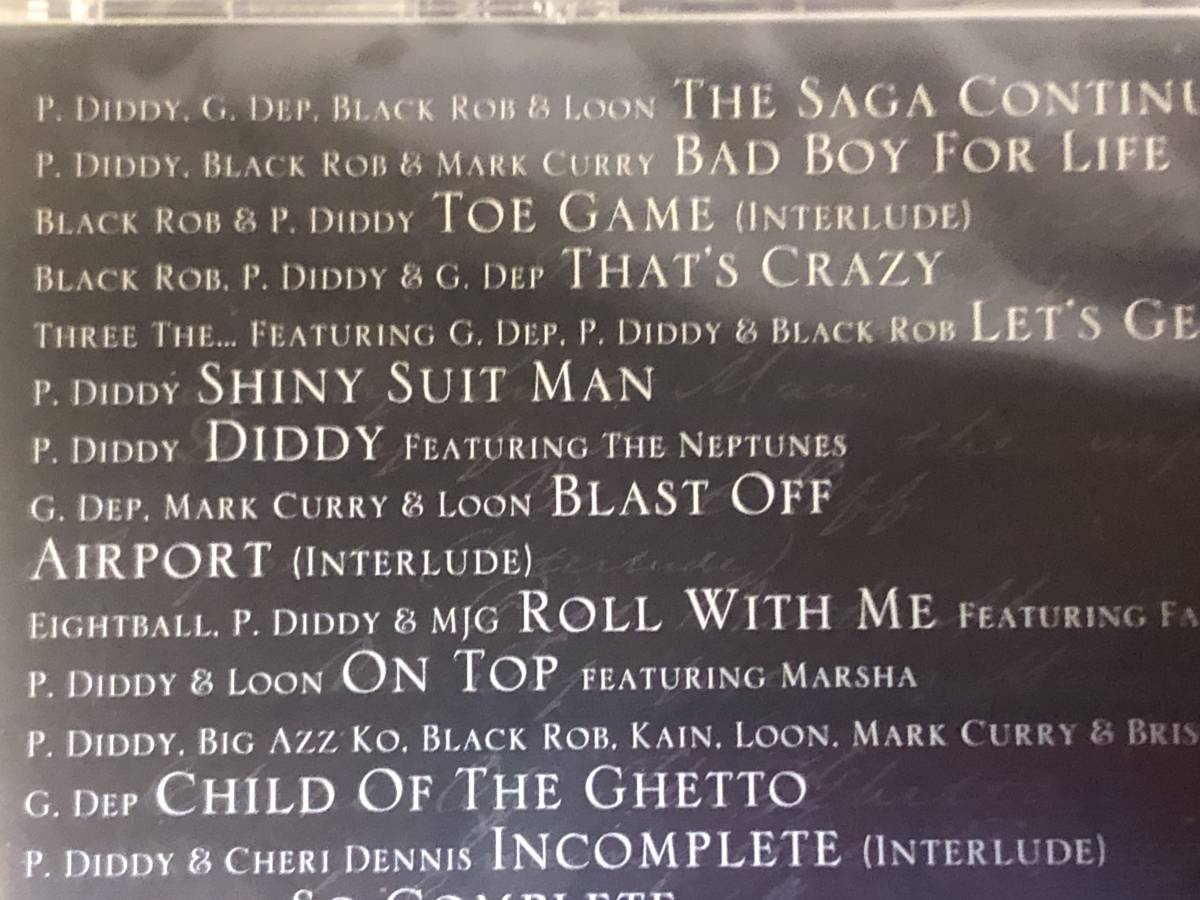 P. DIDDY, G. DEP, BLACK ROB & LOON THE SAGA CONTINU
P. DIDDY, BLACK ROB & MARK CURRY BAD BOY FOR LIFE
BLACK ROB & P. DIDDY TOE GAME (INTERLUDE)
BLACK ROB, P. DIDDY & G. DEP THAT'S CRAZY
THREE THE... FEATURING G. DEP, P. DIDDY & BLACK ROB LET'S GE
P. DIDDY SHINY SUIT MAN
P. DIDDY DIDDY FEATURING THE NEPTUNES
G. DEP, MARK CURRY & LOON BLAST OFF
AIRPORT (INTERLUDE)
EIGHTBALL, P. DIDDY & MJG ROLL WITH ME FEATURING FA
P. DIDDY & LOON ON TOP FEATURING MARSHA
P. DIDDY, BIG AZZ KO, BLACK ROB, KAIN, LOON, MARK CURRY & BRIS
G. DEP CHILD OF THE GHETTO
P. DIDDY & CHERI DENNIS INCOMPLETE (INTERLUDE)
SO COMPLETE